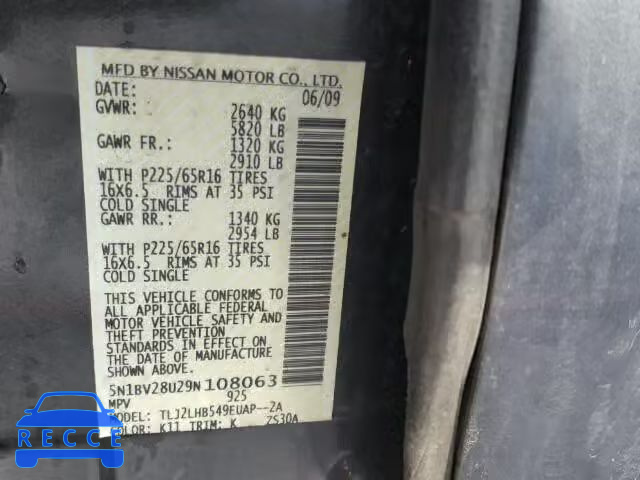 MFD BY NISSAN MOTOR CO., LTD.
DATE: 06/09
GVWR: 2640 KG
5820 LB
GAWR FR.: 1320 KG
2910 LB
WITH P225/65R16 TIRES
16X6.5 RIMS AT 35 PSI
COLD SINGLE
GAWR RR.: 1340 KG
2954 LB
WITH P225/65R16 TIRES
16X6.5 RIMS AT 35 PSI
COLD SINGLE
THIS VEHICLE CONFORMS TO
ALL APPLICABLE FEDERAL
MOTOR VEHICLE SAFETY AND
THEFT PREVENTION
STANDARDS IN EFFECT ON
THE DATE OF MANUFACTURE
SHOWN ABOVE.
5N1BV28U29N108063
MPV 925
MODEL: TLJ2LHB549EUAP--2A
COLOR: K11 TRIM: K ZS30A
RECCE